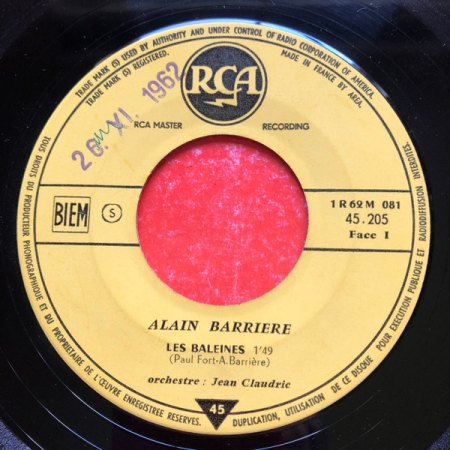 TRADE MARK (S) USED BY AUTHORITY AND UNDER CONTROL OF RADIO CORPORATION OF AMERICA.
TRADE MARK (S) REGISTERED.
MADE IN FRANCE BY AREA.
RCA
20 XI. 1962
RCA MASTER RECORDING
BIEM
S
1 R 62 M 081
45.205
Face 1
ALAIN BARRIERE
LES BALEINES 1'49
(Paul Fort-A.Barrière)
orchestre : Jean Claudric
45
TOUS DROITS DU PRODUCTEUR PHONOGRAPHIQUE ET DU
PROPRIETAIRE DE L'ŒUVRE ENREGISTREE RESERVES.
DUPLICATION, UTILISATION DE CE DISQUE
POUR EXECUTION PUBLIQUE ET RADIODIFFUSION INTERDITES